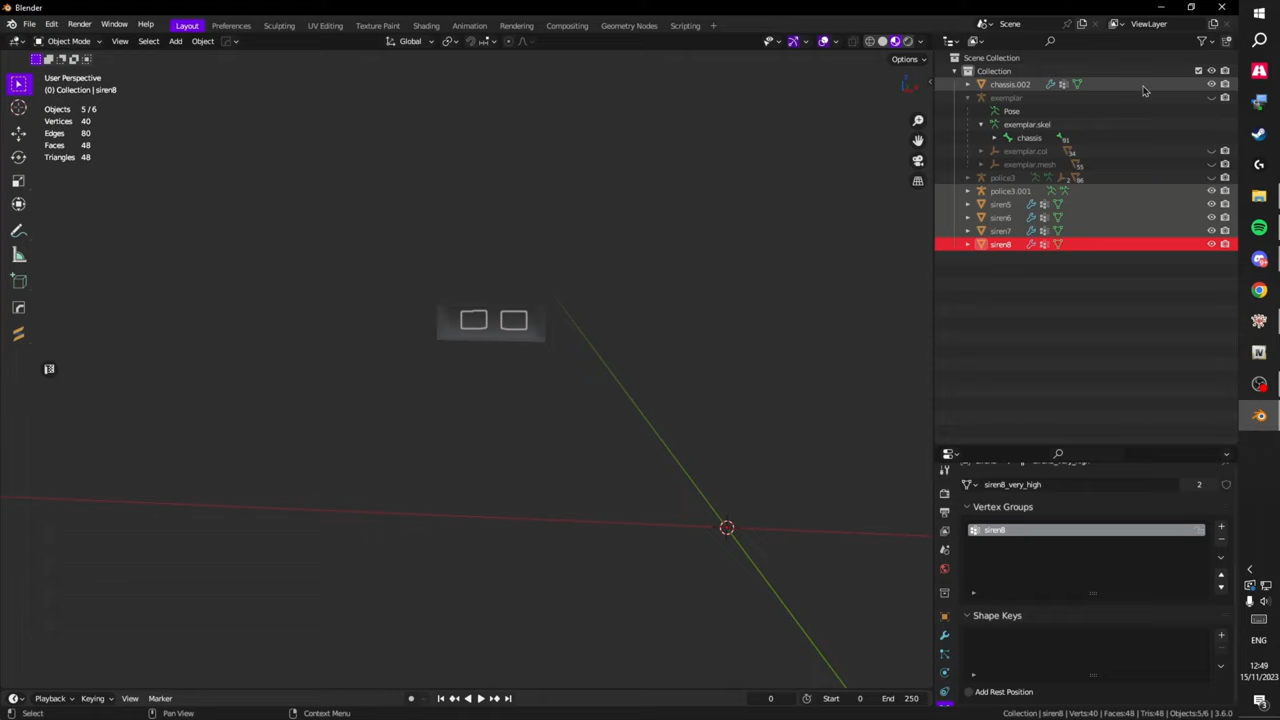 Blender
File Edit Render Window Help Layout Preferences Sculpting UV Editing Texture Paint Shading Animation Rendering Compositing Geometry Nodes Scripting Scene ViewLayer
Object Mode View Select Add Object Global
Options
User Perspective
(0) Collection | siren8
Objects 5/6
Vertices 40
Edges 80
Faces 48
Triangles 48
Z
Scene Collection
Collection
chassis.002
exemplar
Pose
exemplar.skel
chassis 91
exemplar.col 34
exemplar.mesh 55
police3 2 86
police3.001
siren5
siren6
siren7
siren8
siren8_very_high 2
Vertex Groups
siren8
Shape Keys
Add Rest Position
ENG
12:49
15/11/2023
Playback Keying View Marker 0 Start 0 End 250
Select Pan View Context Menu Collection | siren8 | Verts:40 | Faces:48 | Tris:48 | Objects:5/6 | 3.6.0